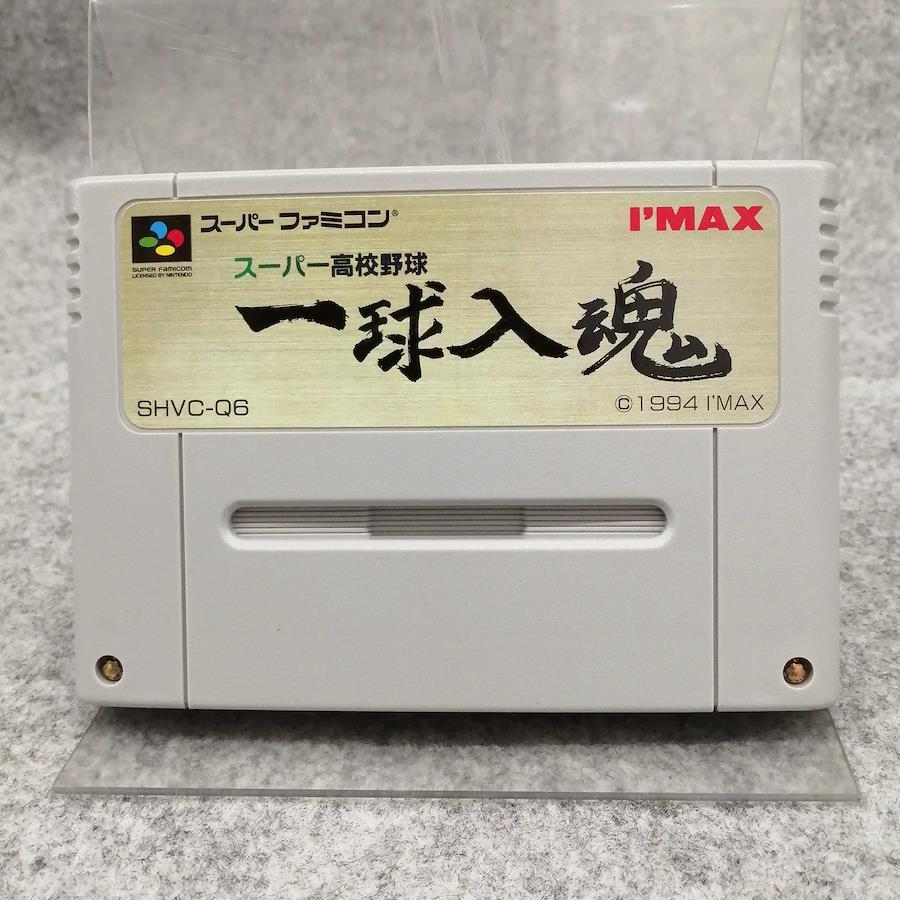 スーパーファミコン®
I'MAX
SUPER FAMICOM
LICENSED BY NINTENDO
スーパー高校野球
一球入魂
SHVC-Q6
©1994 I'MAX